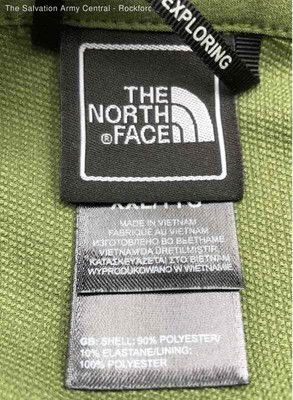 The Salvation Army Central - Rockford
EXPLORING
THE
NORTH
FACE
®
MADE IN VIETNAM
FABRIQUÉ AU VIETNAM
ИЗГОТОВЛЕНО ВО ВЬЕТНАМЕ
VIETNAM'DA ÜRETİLMİŞTİR.
ΚΑΤΑΣΚΕΥΑΖΕΤΑΙ ΣΤΟ ΒΙΕΤΝΑΜ
WYPRODUKOWANO W WIETNAMIE
GB: SHELL: 90% POLYESTER/
10% ELASTANE/LINING:
100% POLYESTER